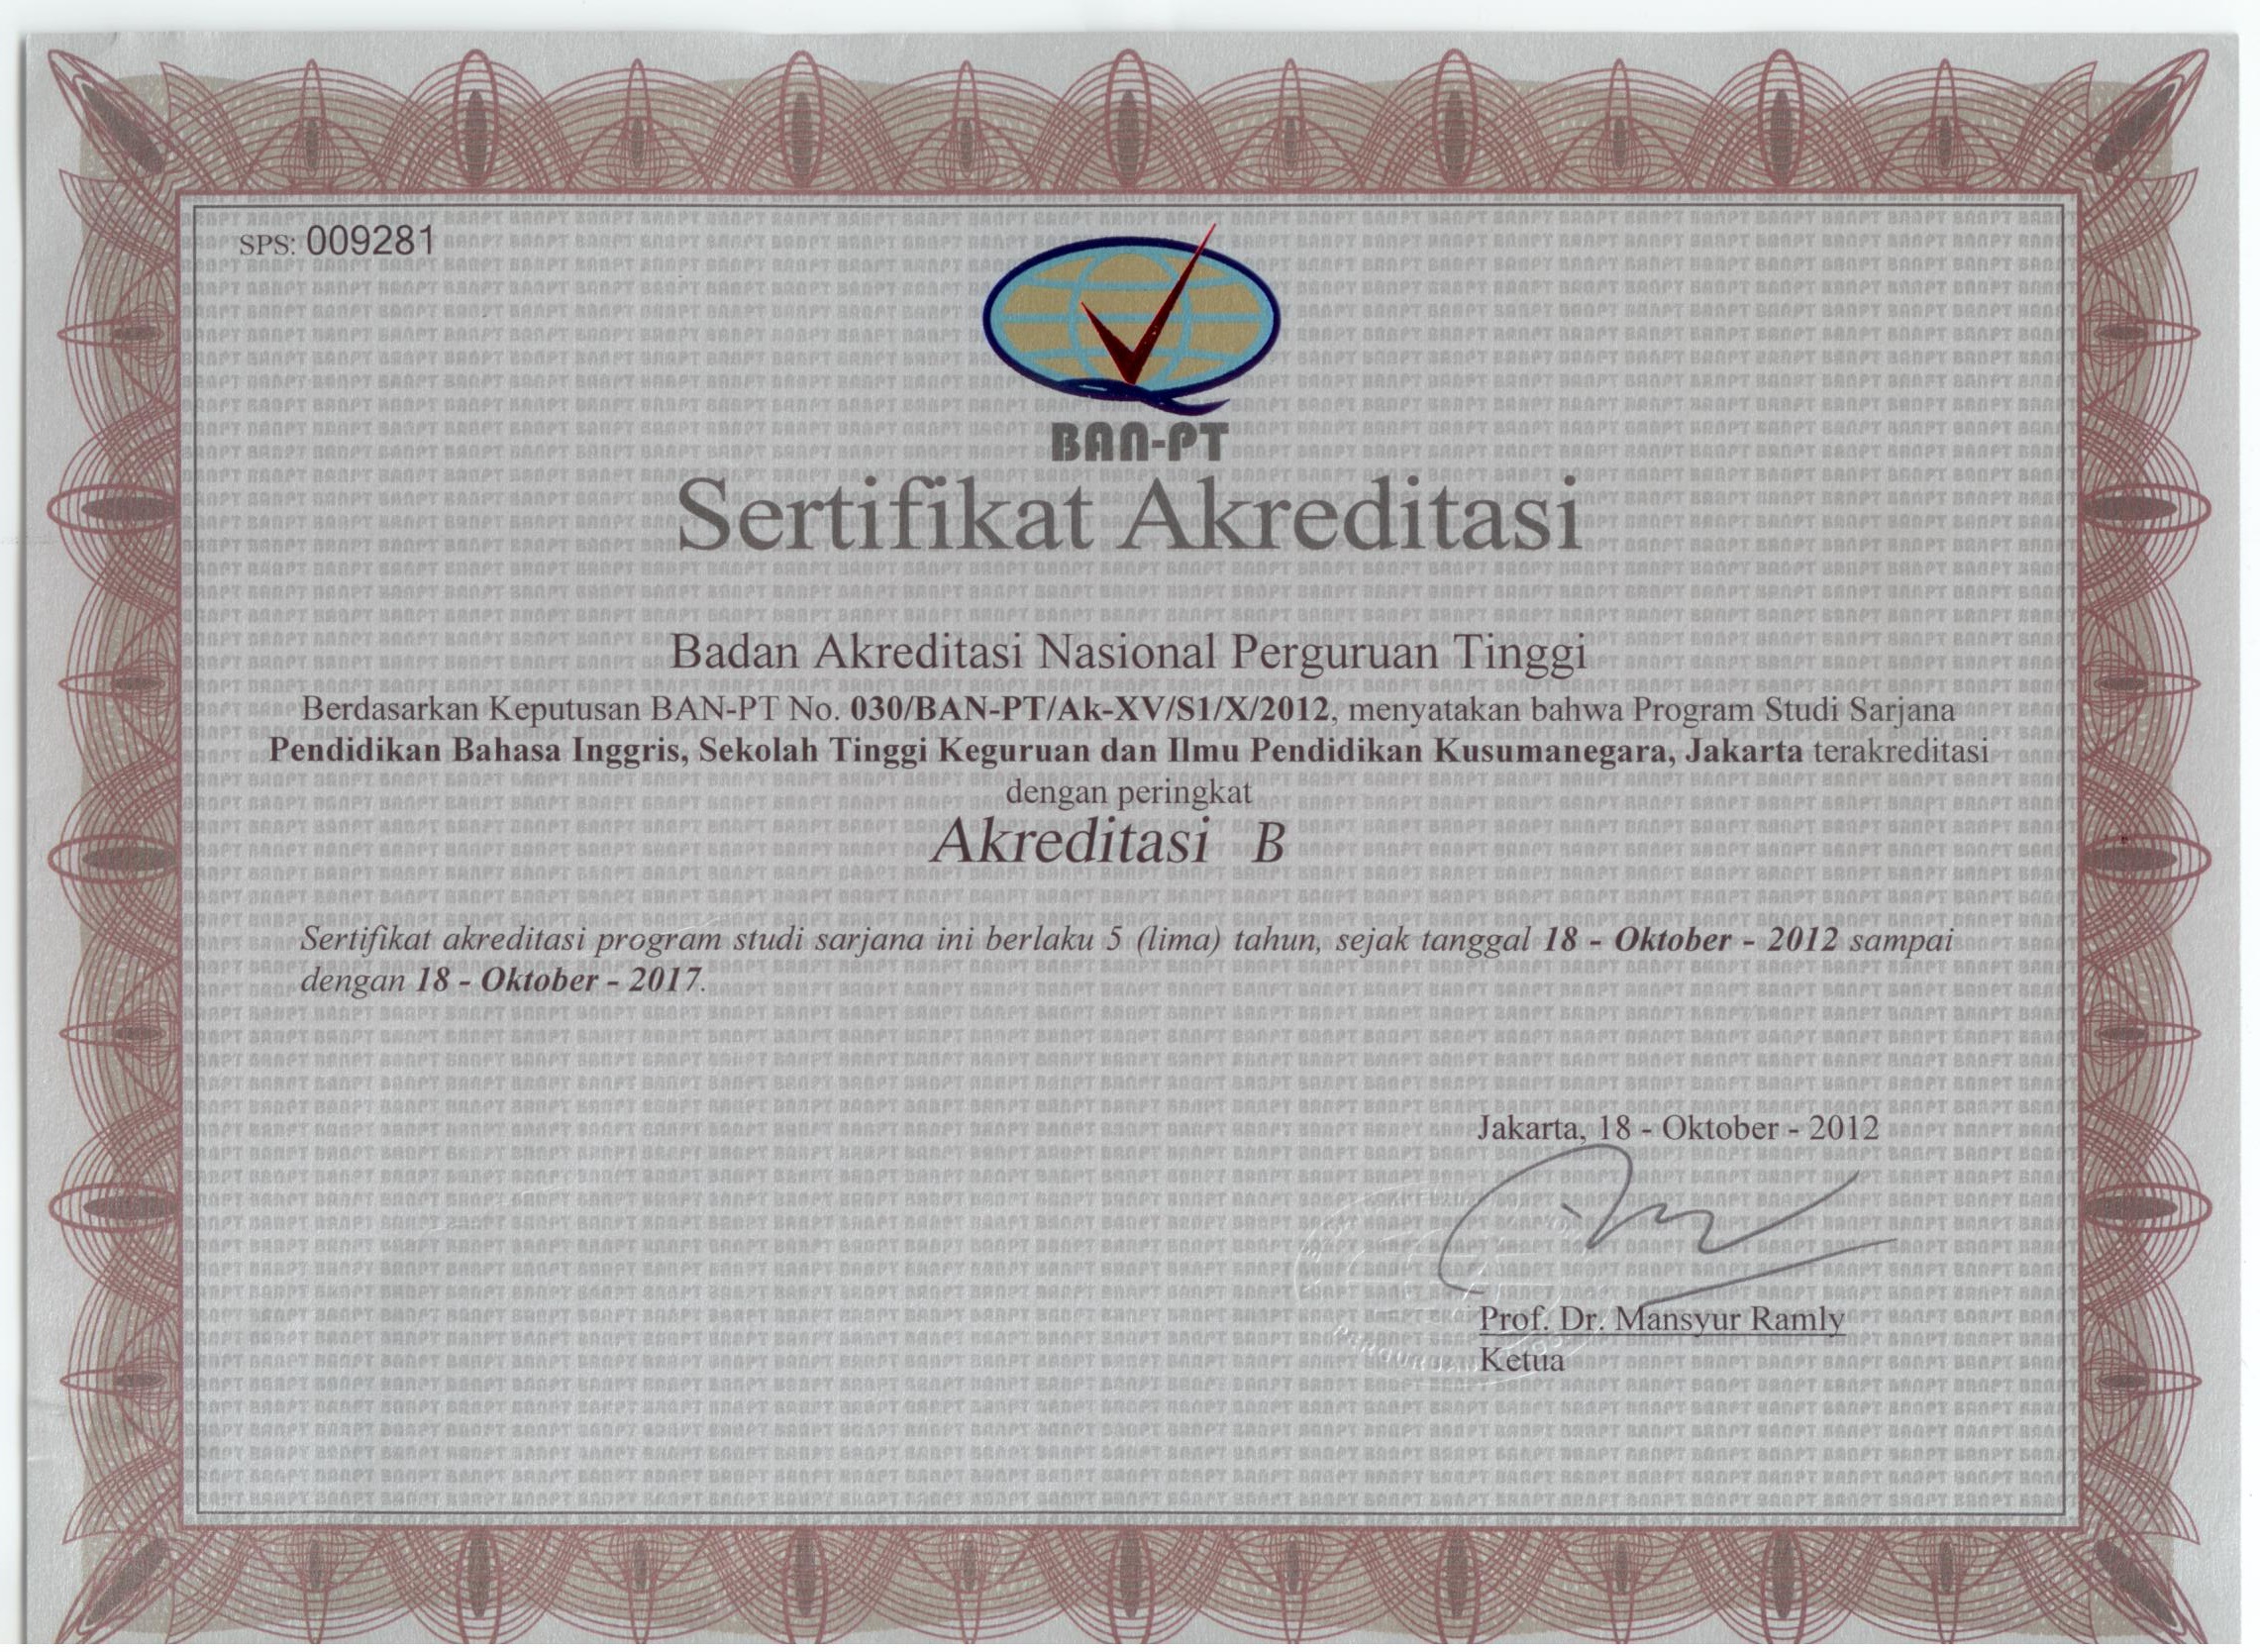 SPS: 009281
BAN-PT
Sertifikat Akreditasi
Badan Akreditasi Nasional Perguruan Tinggi
Berdasarkan Keputusan BAN-PT No. 030/BAN-PT/Ak-XV/S1/X/2012, menyatakan bahwa Program Studi Sarjana
Pendidikan Bahasa Inggris, Sekolah Tinggi Keguruan dan Ilmu Pendidikan Kusumanegara, Jakarta terakreditasi
dengan peringkat
Akreditasi B
Sertifikat akreditasi program studi sarjana ini berlaku 5 (lima) tahun, sejak tanggal 18 - Oktober - 2012 sampai
dengan 18 - Oktober - 2017.
Jakarta, 18 - Oktober - 2012
Prof. Dr. Mansyur Ramly
Ketua